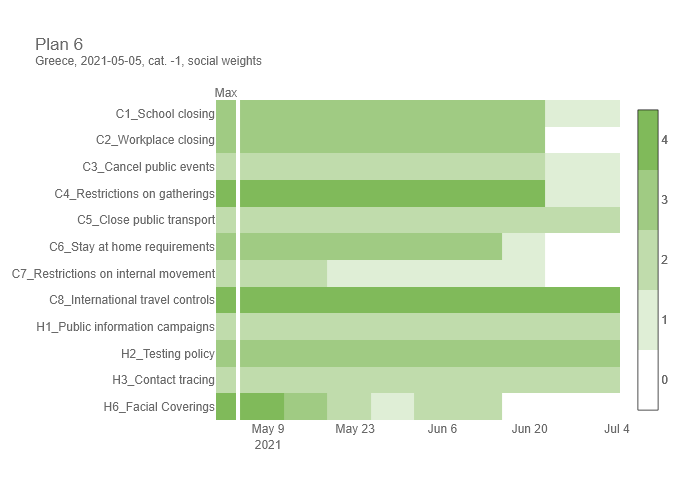 Plan 6
Greece, 2021-05-05, cat. -1, social weights
Max
C1_School closing
C2_Workplace closing
C3_Cancel public events
C4_Restrictions on gatherings
C5_Close public transport
C6_Stay at home requirements
C7_Restrictions on internal movement
C8_International travel controls
H1_Public information campaigns
H2_Testing policy
H3_Contact tracing
H6_Facial Coverings
May 9 May 23 Jun 6 Jun 20 Jul 4
2021
4
3
2
1
0